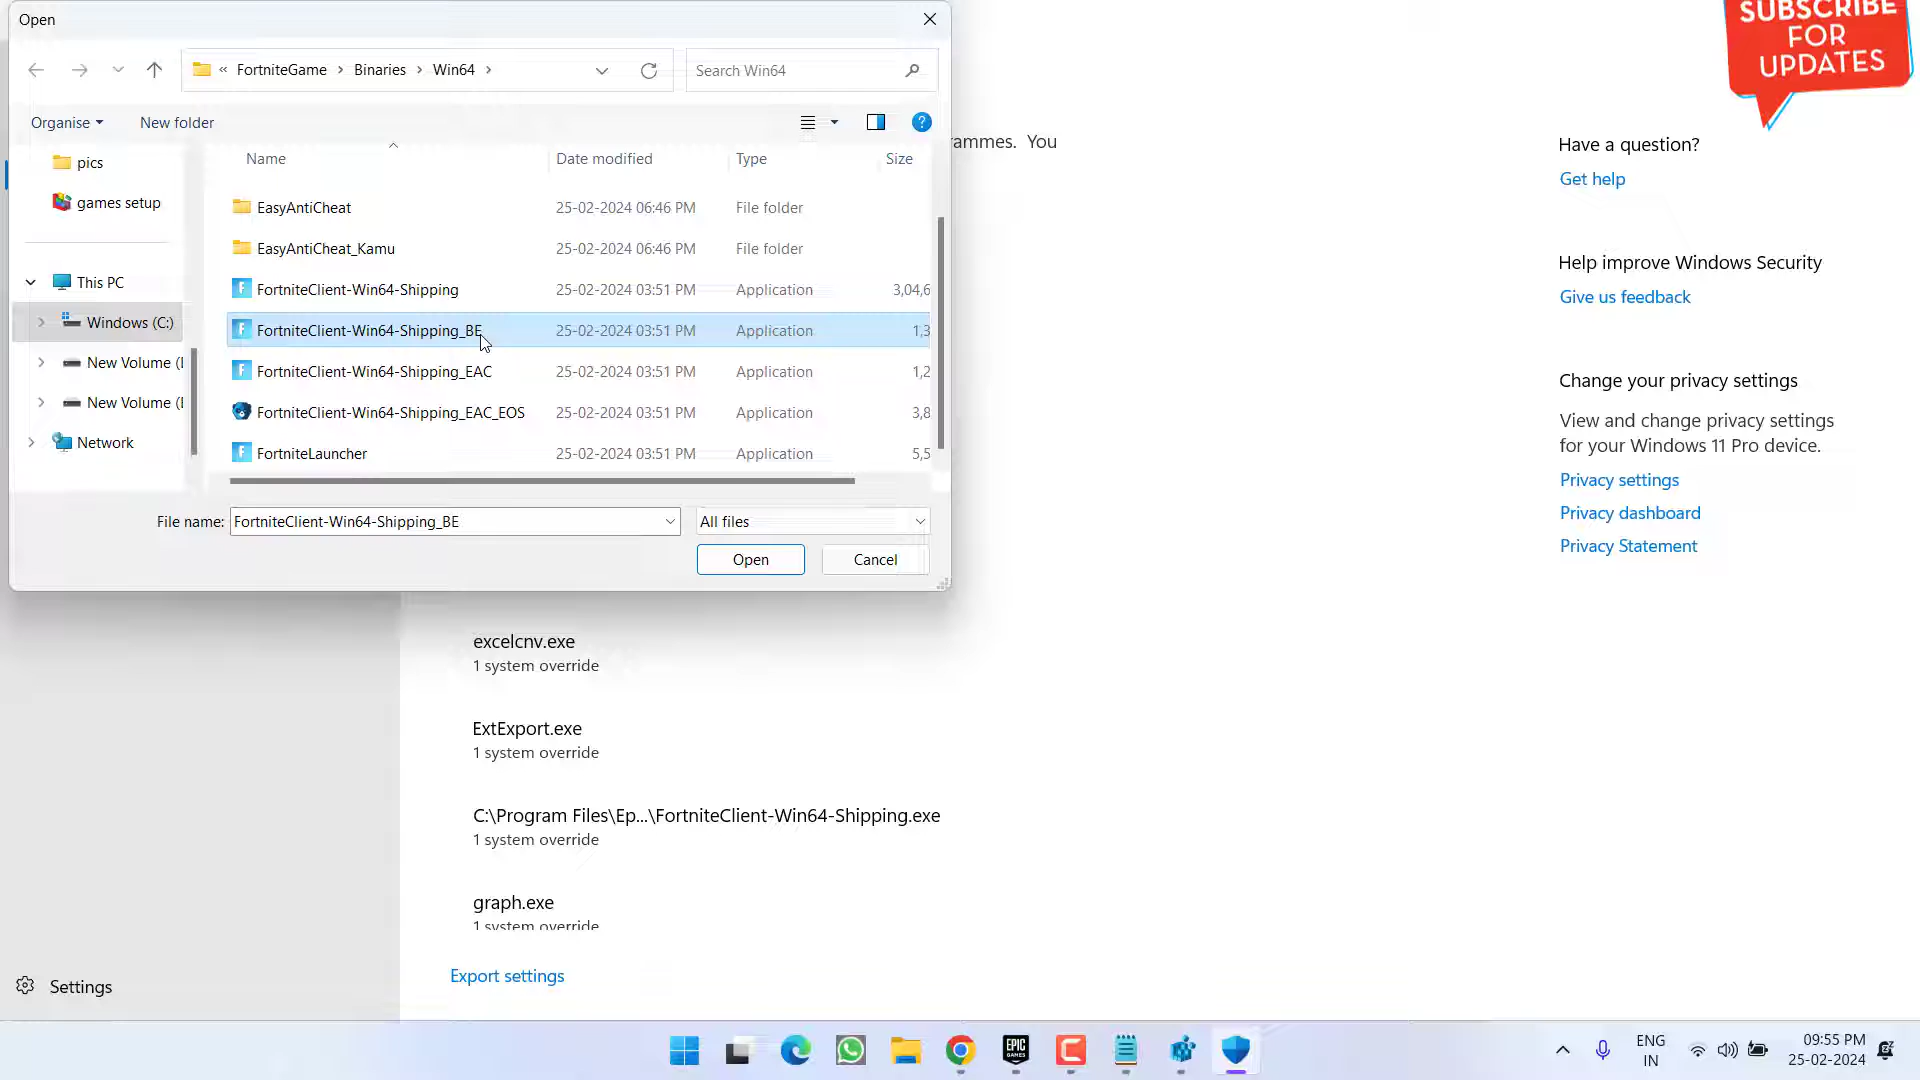 Open
« FortniteGame > Binaries > Win64 >
Search Win64
Organise
New folder
?
pics
games setup
This PC
Windows (C:)
New Volume (
New Volume (
Network
Name
Date modified
Type
Size
EasyAntiCheat 25-02-2024 06:46 PM File folder
EasyAntiCheat_Kamu 25-02-2024 06:46 PM File folder
FortniteClient-Win64-Shipping 25-02-2024 03:51 PM Application 3,04,6
FortniteClient-Win64-Shipping_BE 25-02-2024 03:51 PM Application 1,3
FortniteClient-Win64-Shipping_EAC 25-02-2024 03:51 PM Application 1,2
FortniteClient-Win64-Shipping_EAC_EOS 25-02-2024 03:51 PM Application 3,8
FortniteLauncher 25-02-2024 03:51 PM Application 5,5
File name: FortniteClient-Win64-Shipping_BE
All files
Open
Cancel
rammes. You
excelcnv.exe
1 system override
ExtExport.exe
1 system override
C:\Program Files\Ep...\FortniteClient-Win64-Shipping.exe
1 system override
graph.exe
1 system override
Export settings
Settings
SUBSCRIBE
FOR
UPDATES
Have a question?
Get help
Help improve Windows Security
Give us feedback
Change your privacy settings
View and change privacy settings
for your Windows 11 Pro device.
Privacy settings
Privacy dashboard
Privacy Statement
EPIC
GAMES
ENG
IN
09:55 PM
25-02-2024